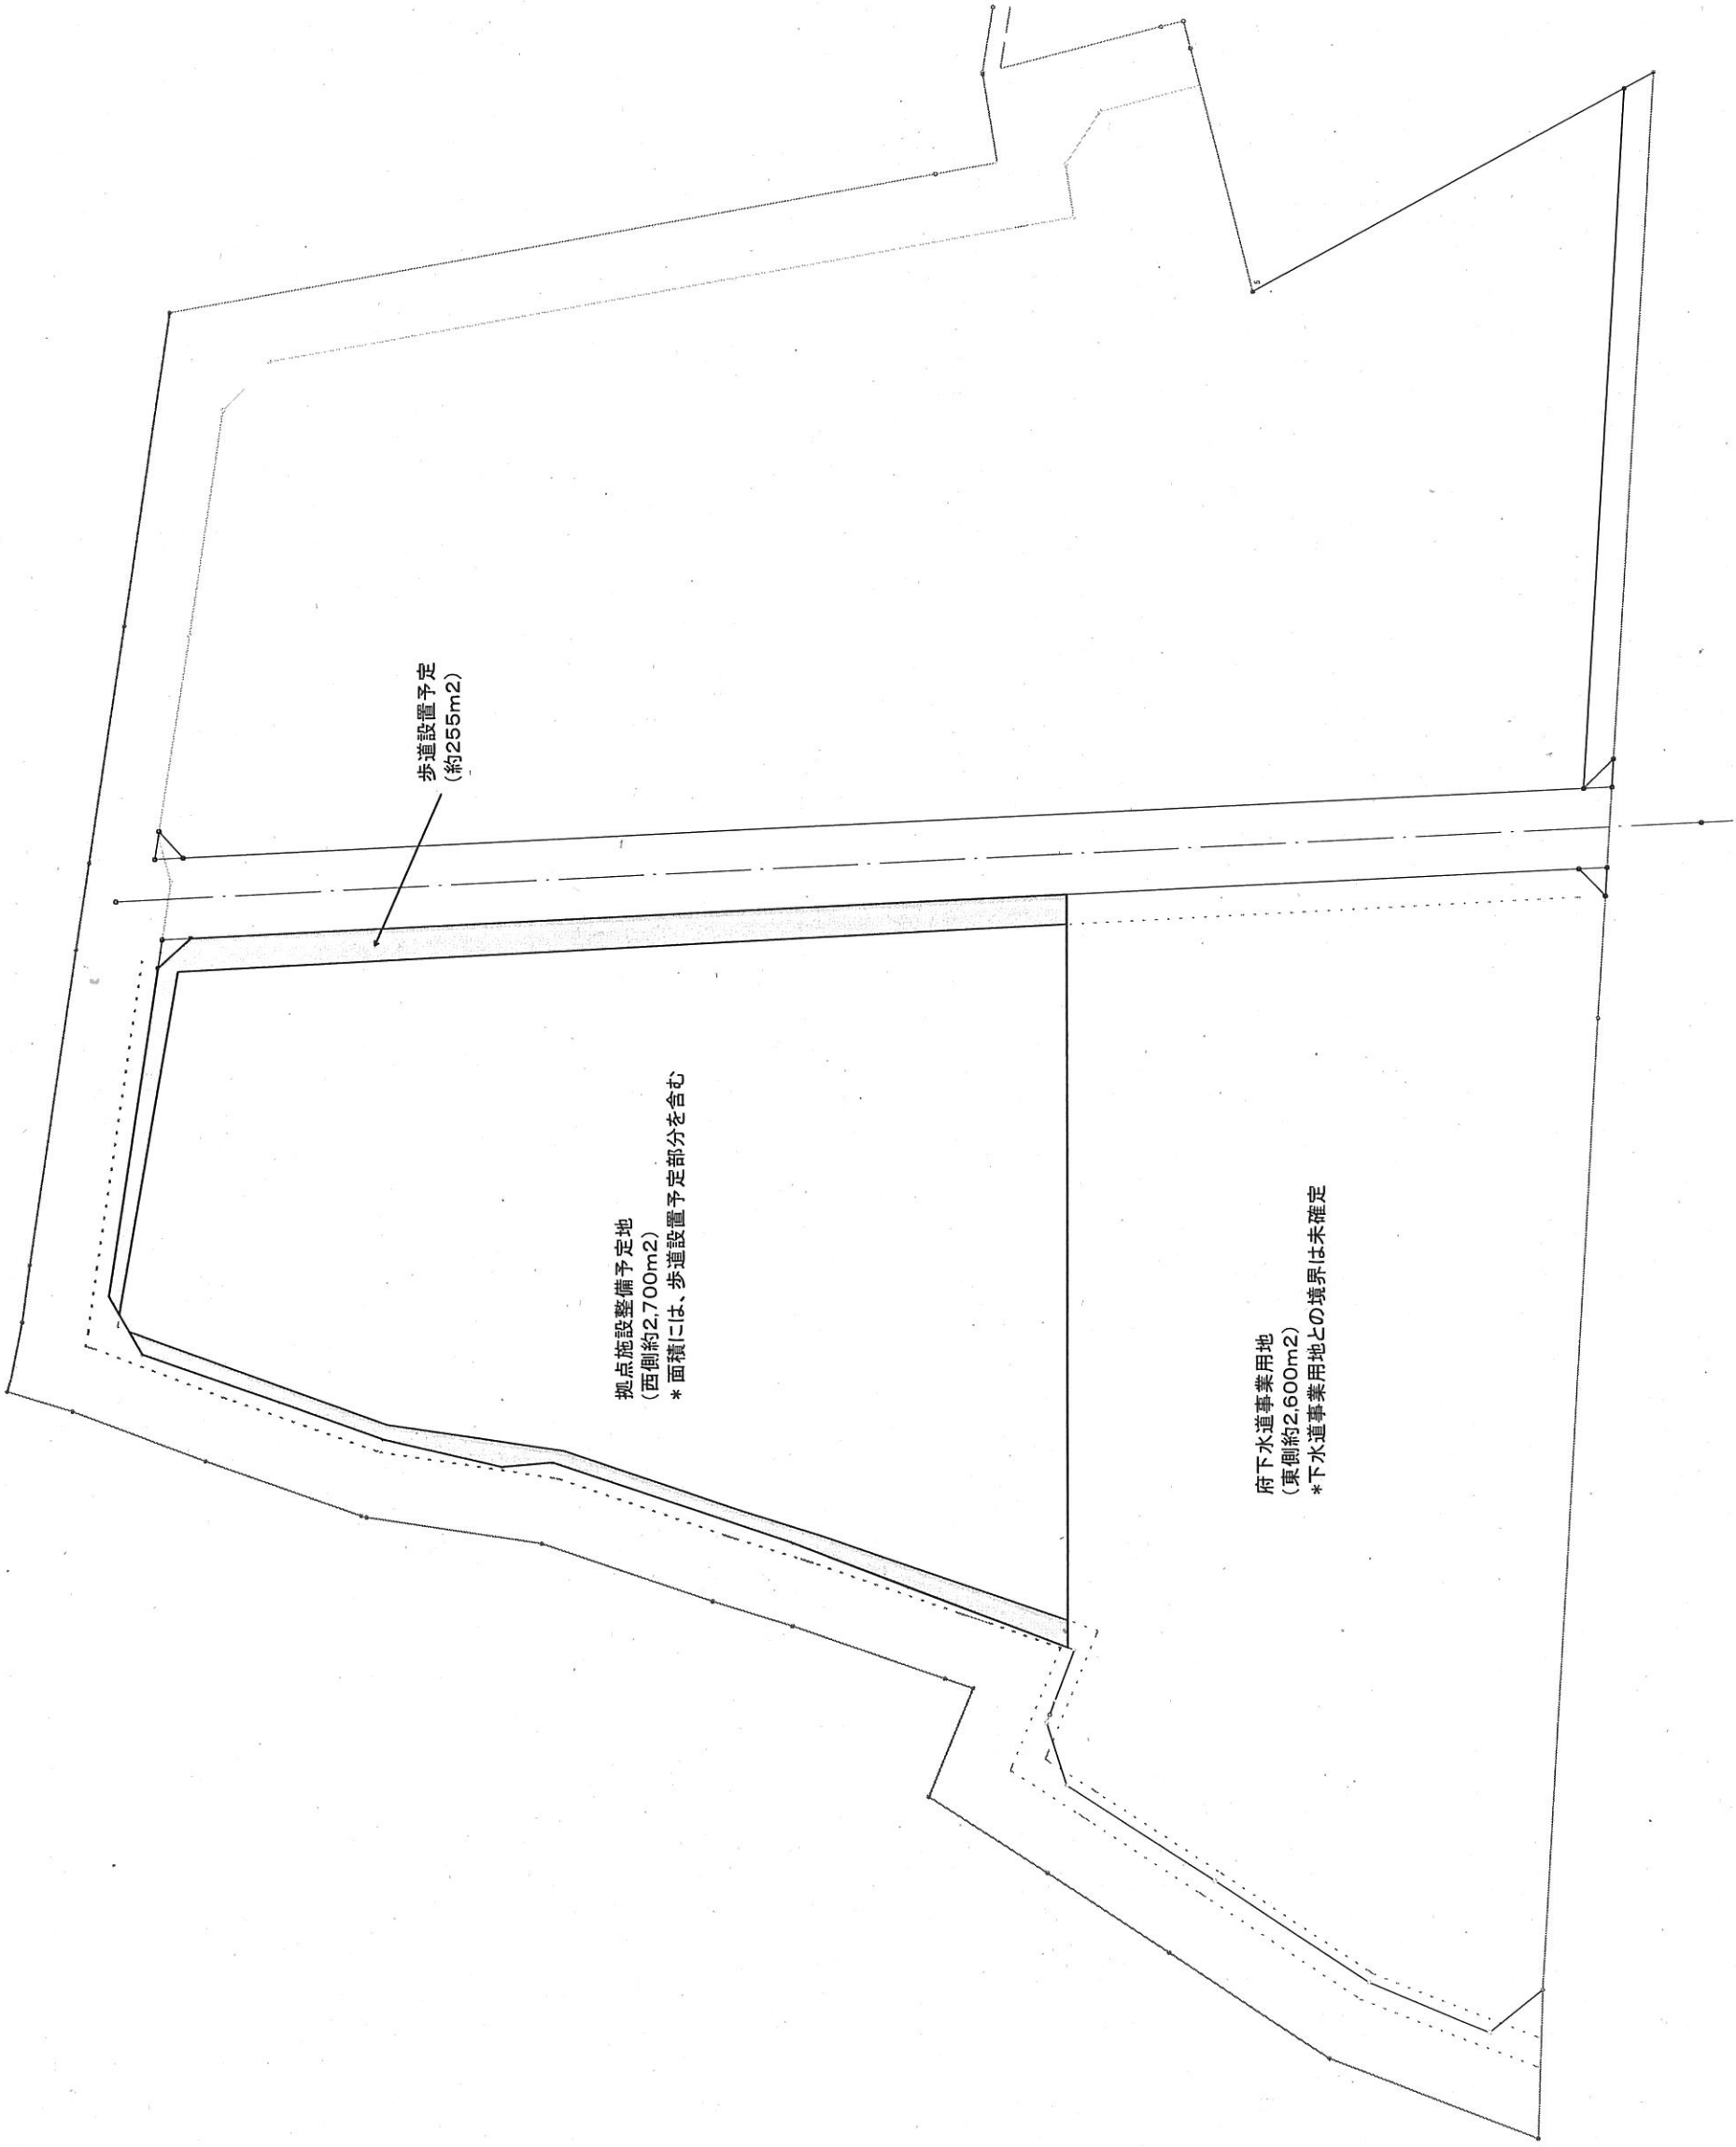 歩道設置予定
(約255m2)
拠点施設整備予定地
(西側約2,700m2)
*面積には、歩道設置予定部分を含む
府下水道事業用地
(東側約2,600m2)
*下水道事業用地との境界は未確定